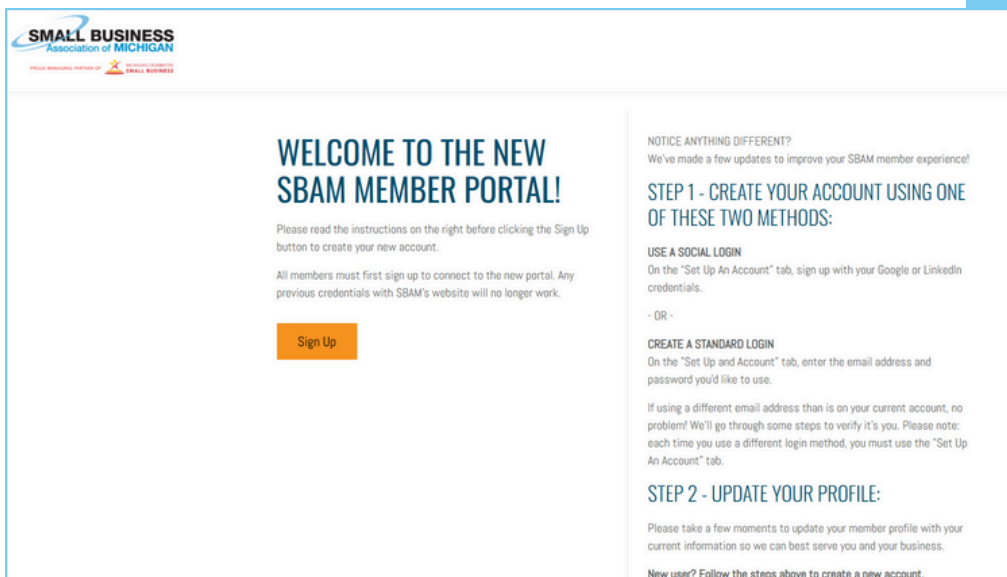 SMALL BUSINESS
Association of MICHIGAN
PROUD MANAGING PARTNER OF
MICHIGAN CELEBRATES
SMALL BUSINESS
WELCOME TO THE NEW
SBAM MEMBER PORTAL!
Please read the instructions on the right before clicking the Sign Up
button to create your new account.
All members must first sign up to connect to the new portal. Any
previous credentials with SBAM's website will no longer work.
Sign Up
NOTICE ANYTHING DIFFERENT?
We've made a few updates to improve your SBAM member experience!
STEP 1 - CREATE YOUR ACCOUNT USING ONE
OF THESE TWO METHODS:
USE A SOCIAL LOGIN
On the "Set Up An Account" tab, sign up with your Google or LinkedIn
credentials.
- OR -
CREATE A STANDARD LOGIN
On the "Set Up and Account" tab, enter the email address and
password you'd like to use.
If using a different email address than is on your current account, no
problem! We'll go through some steps to verify it's you. Please note:
each time you use a different login method, you must use the "Set Up
An Account" tab.
STEP 2 - UPDATE YOUR PROFILE:
Please take a few moments to update your member profile with your
current information so we can best serve you and your business.
New user? Follow the steps above to create a new account.